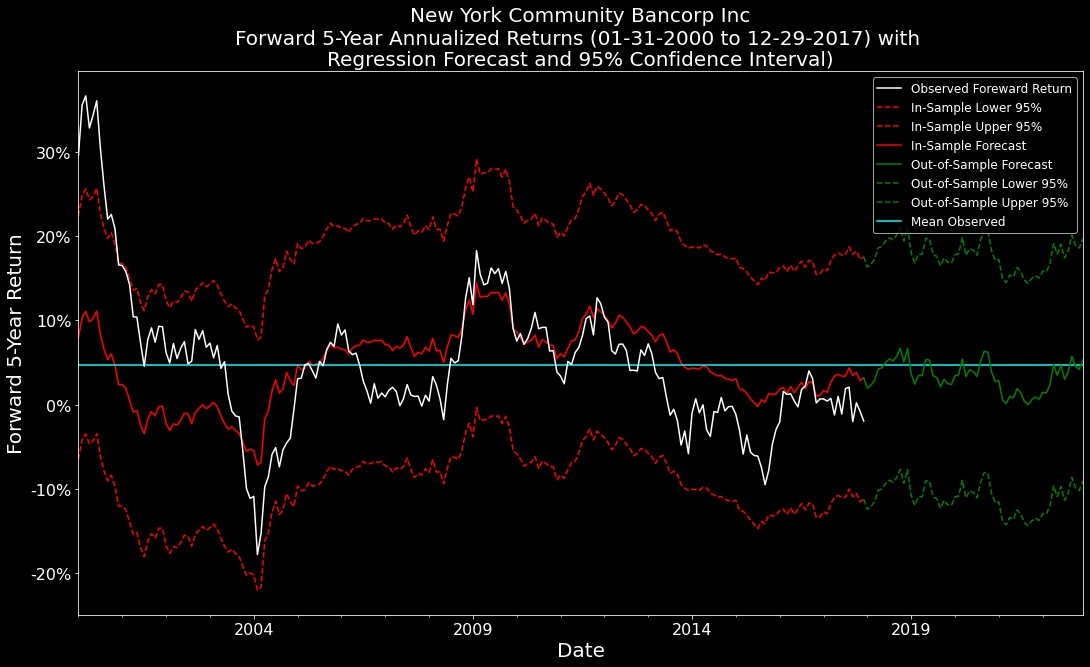 New York Community Bancorp Inc
Forward 5-Year Annualized Returns (01-31-2000 to 12-29-2017) with
Regression Forecast and 95% Confidence Interval)
Observed Foreward Return
In-Sample Lower 95%
In-Sample Upper 95%
In-Sample Forecast
Out-of-Sample Forecast
Out-of-Sample Lower 95%
Out-of-Sample Upper 95%
Mean Observed
Forward 5-Year Return
30%
20%
10%
0%
-10%
-20%
2004
2009
2014
2019
Date